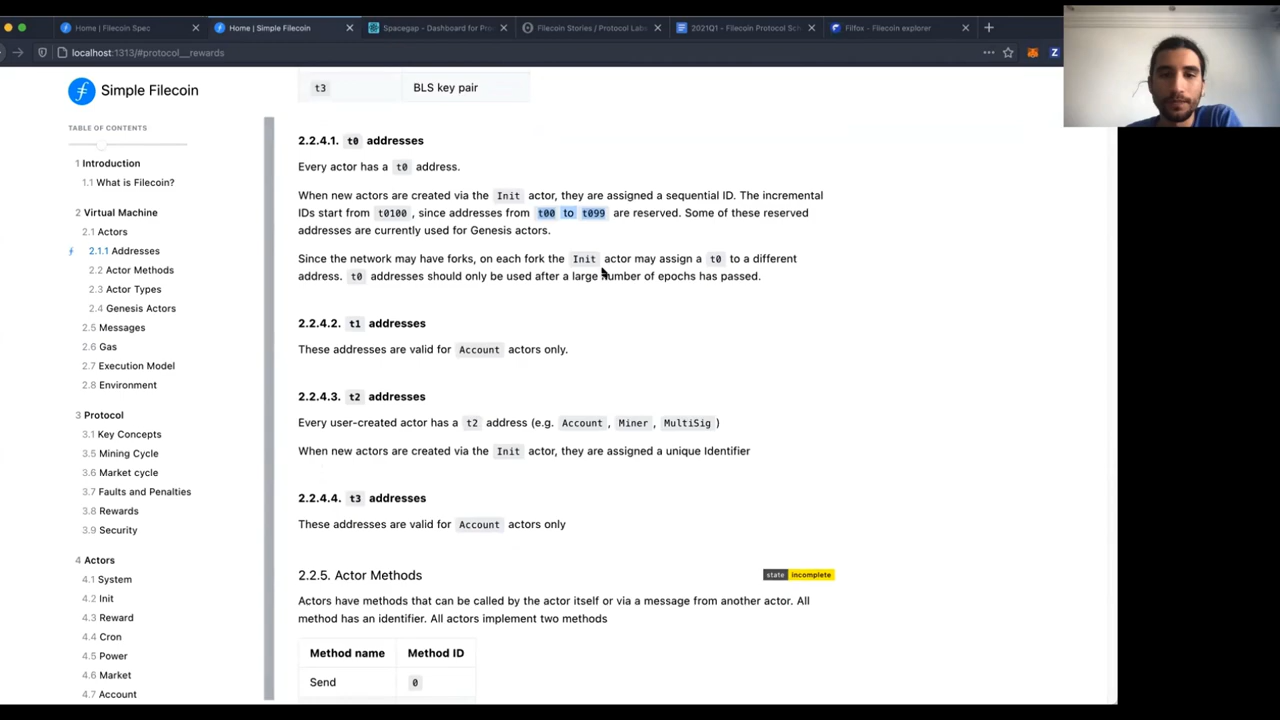 Home | Filecoin Spec
Home | Simple Filecoin
Spacegap - Dashboard for Pro
Filecoin Stories / Protocol Lab
2021Q1 - Filecoin Protocol Sch
Filfox - Filecoin explorer
localhost:1313/#protocol__rewards
Z
Simple Filecoin
TABLE OF CONTENTS
1 Introduction
1.1 What is Filecoin?
2 Virtual Machine
2.1 Actors
2.1.1 Addresses
2.2 Actor Methods
2.3 Actor Types
2.4 Genesis Actors
2.5 Messages
2.6 Gas
2.7 Execution Model
2.8 Environment
3 Protocol
3.1 Key Concepts
3.5 Mining Cycle
3.6 Market cycle
3.7 Faults and Penalties
3.8 Rewards
3.9 Security
4 Actors
4.1 System
4.2 Init
4.3 Reward
4.4 Cron
4.5 Power
4.6 Market
4.7 Account
t3 BLS key pair
2.2.4.1. t0 addresses
Every actor has a t0 address.
When new actors are created via the Init actor, they are assigned a sequential ID. The incremental
IDs start from t0100 , since addresses from t00 to t099 are reserved. Some of these reserved
addresses are currently used for Genesis actors.
Since the network may have forks, on each fork the Init actor may assign a t0 to a different
address. t0 addresses should only be used after a large number of epochs has passed.
2.2.4.2. t1 addresses
These addresses are valid for Account actors only.
2.2.4.3. t2 addresses
Every user-created actor has a t2 address (e.g. Account , Miner , MultiSig )
When new actors are created via the Init actor, they are assigned a unique Identifier
2.2.4.4. t3 addresses
These addresses are valid for Account actors only
2.2.5. Actor Methods
state incomplete
Actors have methods that can be called by the actor itself or via a message from another actor. All
method has an identifier. All actors implement two methods
Method name Method ID
Send 0